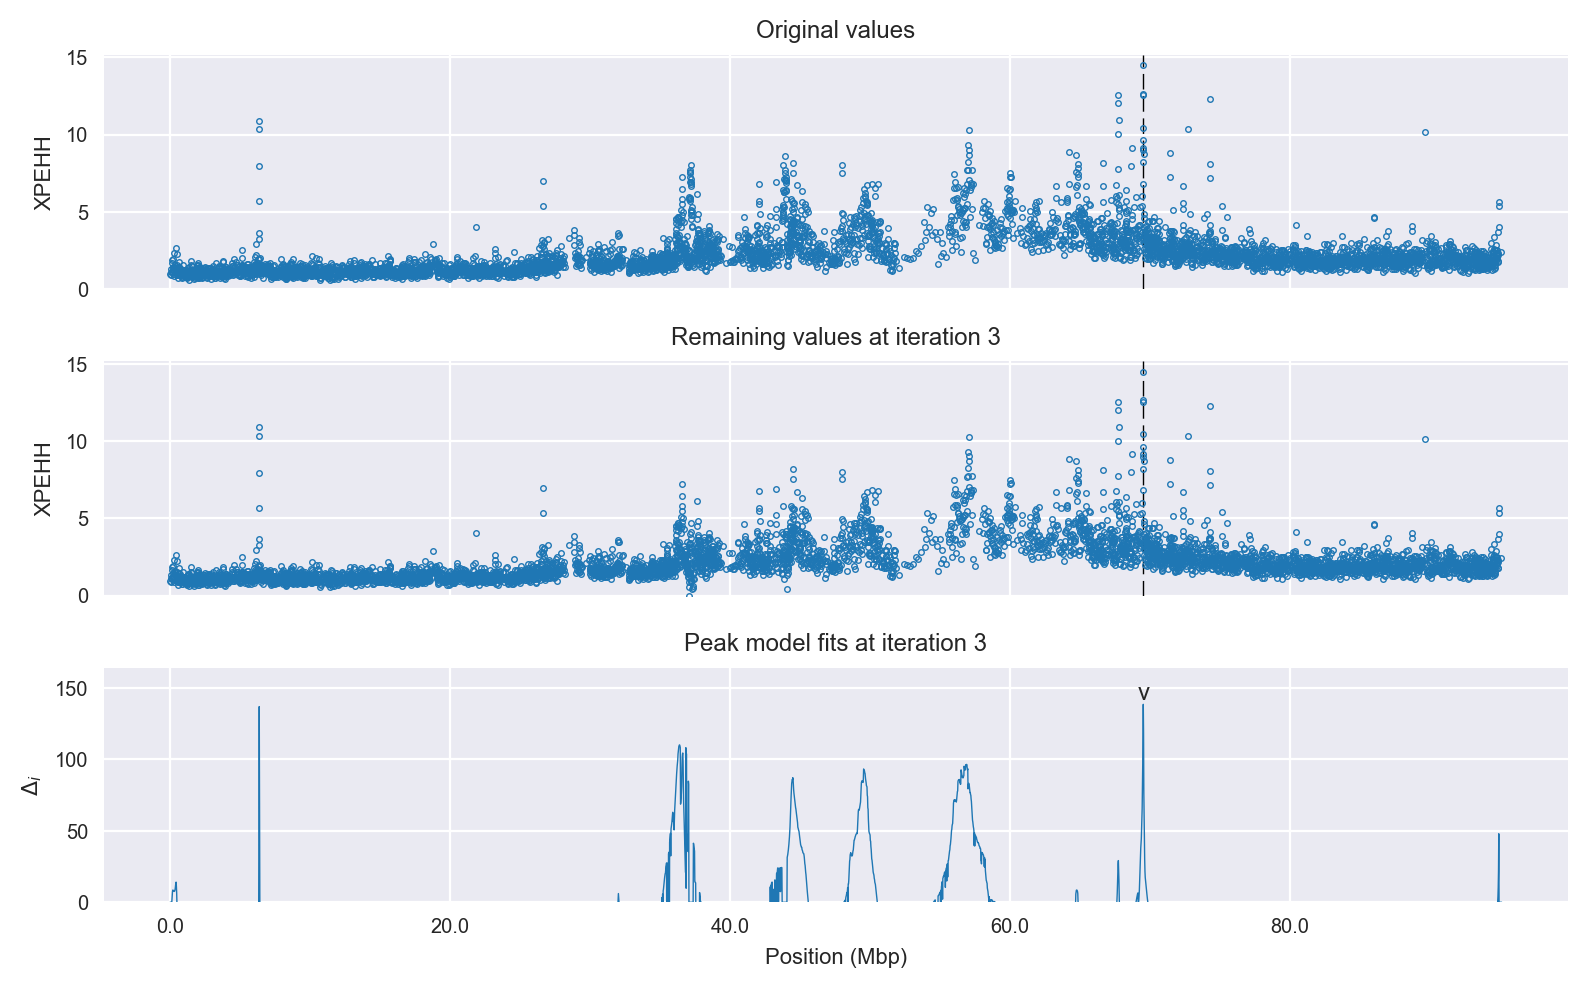 Original values
15
10
5
0
XPEHH
Remaining values at iteration 3
15
10
5
0
XPEHH
Peak model fits at iteration 3
v
150
100
50
0
Δi
0.0 20.0 40.0 60.0 80.0
Position (Mbp)